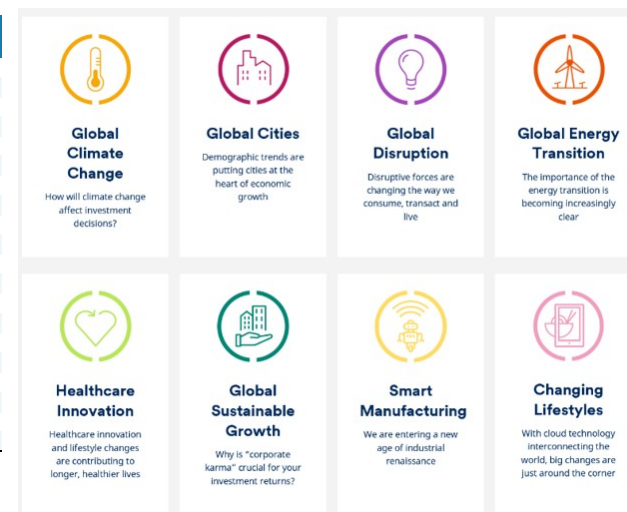 Global
Climate
Change
How will climate change
affect investment
decisions?
Global Cities
Demographic trends are
putting cities at the
heart of economic
growth
Global
Disruption
Disruptive forces are
changing the way we
consume, transact and
live
Global Energy
Transition
The importance of the
energy transition is
becoming increasingly
clear
Healthcare
Innovation
Healthcare innovation
and lifestyle changes
are contributing to
longer, healthier lives
Global
Sustainable
Growth
Why is "corporate
karma" crucial for your
investment returns?
Smart
Manufacturing
We are entering a new
age of industrial
renaissance
Changing
Lifestyles
With cloud technology
interconnecting the
world, big changes are
just around the corner